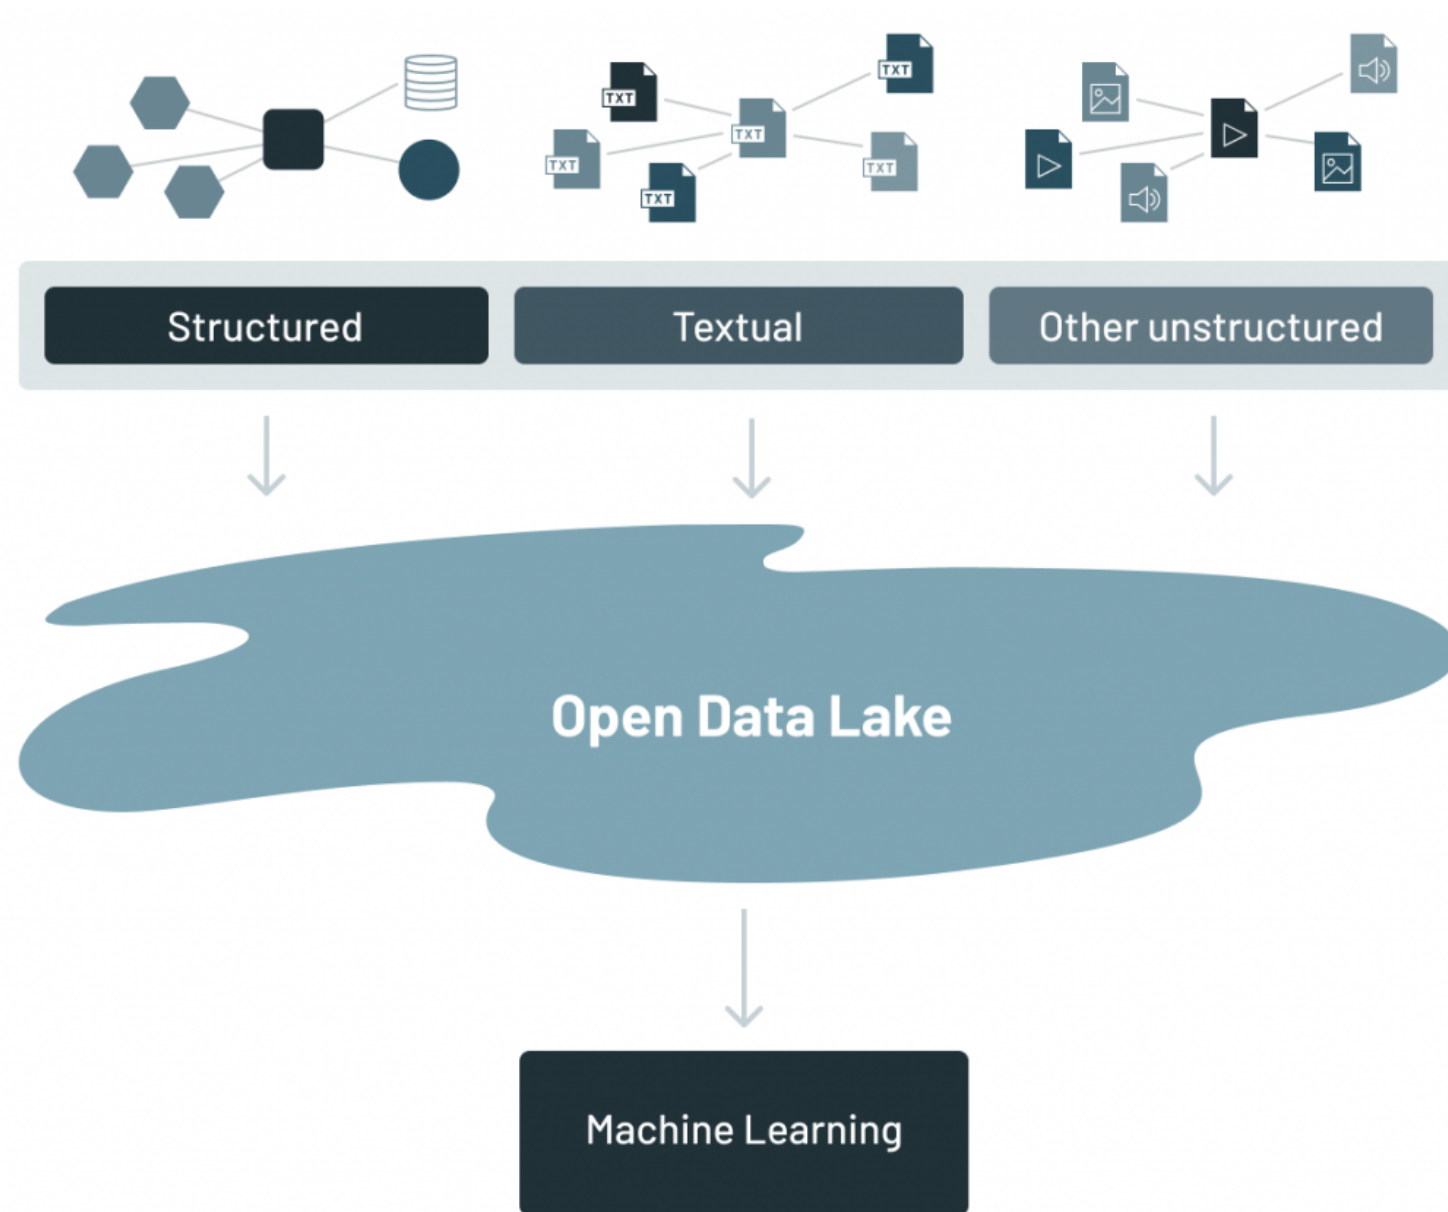 TXT
TXT
TXT
TXT
TXT
TXT
Structured
Textual
Other unstructured
Open Data Lake
Machine Learning